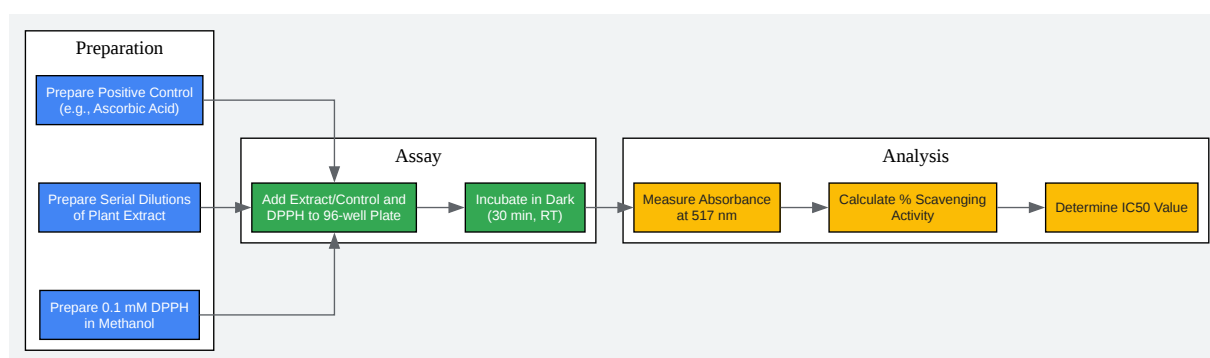 Preparation
Prepare Positive Control
(e.g., Ascorbic Acid)
Prepare Serial Dilutions
of Plant Extract
Prepare 0.1 mM DPPH
in Methanol
Assay
Add Extract/Control and
DPPH to 96-well Plate
Incubate in Dark
(30 min, RT)
Analysis
Measure Absorbance
at 517 nm
Calculate % Scavenging
Activity
Determine IC50 Value